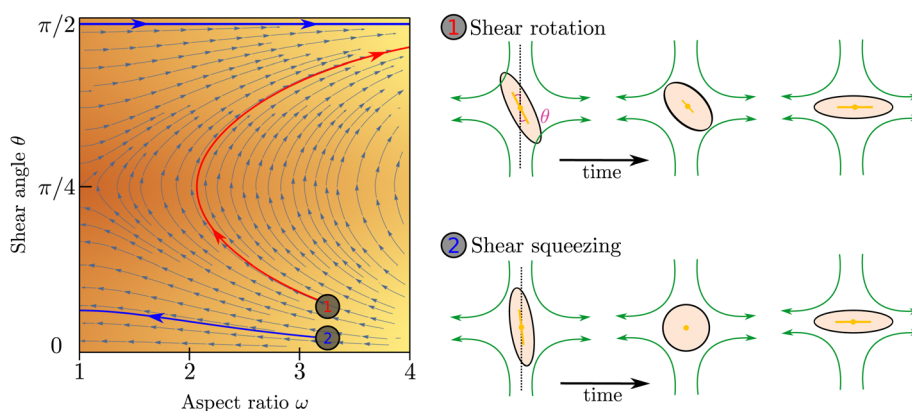 π/2
π/4
0
1
2
3
4
Shear angle θ
Aspect ratio ω
1
2
1 Shear rotation
θ
time
2 Shear squeezing
time